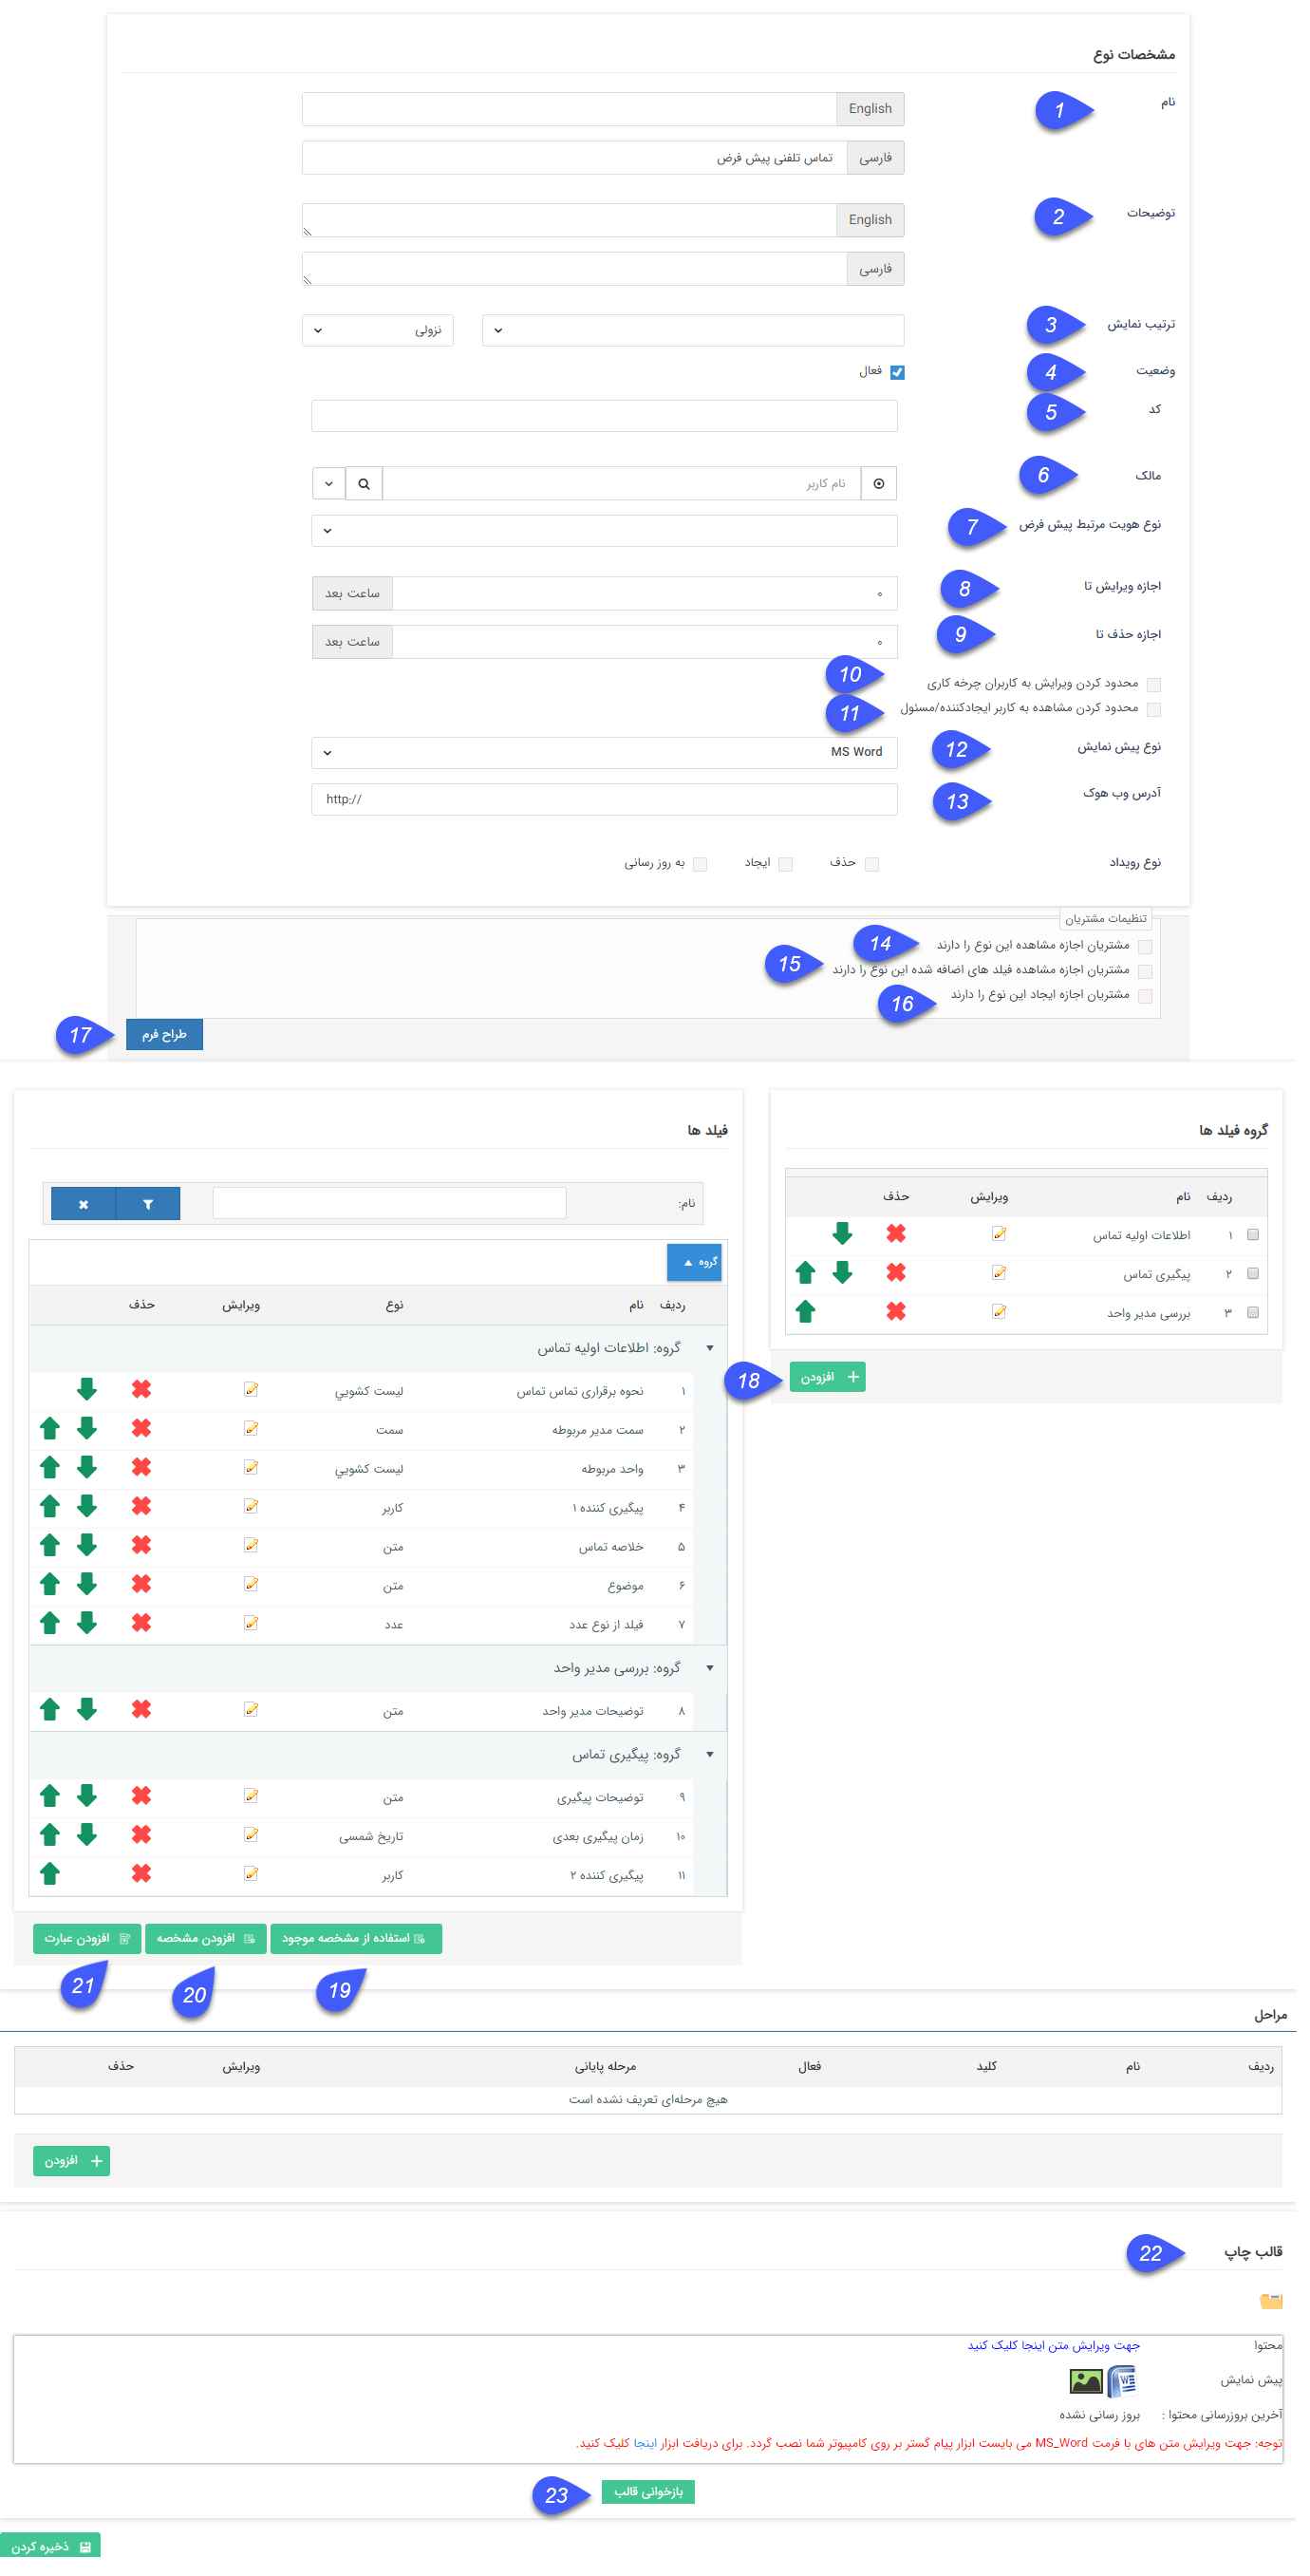 مشخصات نوع
نام
1
English
فارسی
تماس تلفنی پیش فرض
توضیحات
2
English
فارسی
ترتیب نمایش
3
نزولی
وضعیت
4
فعال
کد
5
مالک
6
نام کاربر
نوع هویت مرتبط پیش فرض
7
اجازه ویرایش تا
8
۰
ساعت بعد
اجازه حذف تا
9
۰
ساعت بعد
محدود کردن ویرایش به کاربران چرخه کاری
10
محدود کردن مشاهده به کاربر ایجادکننده/مسئول
11
نوع پیش نمایش
12
MS Word
آدرس وب هوک
13
http://
نوع رویداد
حذف
ایجاد
به روز رسانی
تنظیمات مشتریان
مشتریان اجازه مشاهده این نوع را دارند
14
مشتریان اجازه مشاهده فیلد های اضافه شده این نوع را دارند
15
مشتریان اجازه ایجاد این نوع را دارند
16
طراح فرم
17
گروه فیلد ها
ردیف نام ویرایش حذف
۱ اطلاعات اولیه تماس
۲ پیگیری تماس
۳ بررسی مدیر واحد
افزودن
18
فیلد ها
نام:
گروه
ردیف نام نوع ویرایش حذف
گروه: اطلاعات اولیه تماس
۱ نحوه برقراری تماس تماس لیست کشویي
۲ سمت مدیر مربوطه سمت
۳ واحد مربوطه لیست کشویي
۴ پیگیری کننده ۱ کاربر
۵ خلاصه تماس متن
۶ موضوع متن
۷ فیلد از نوع عدد عدد
گروه: بررسی مدیر واحد
۸ توضیحات مدیر واحد متن
گروه: پیگیری تماس
۹ توضیحات پیگیری متن
۱۰ زمان پیگیری بعدی تاریخ شمسی
۱۱ پیگیری کننده ۲ کاربر
استفاده از مشخصه موجود
افزودن مشخصه
افزودن عبارت
19
20
21
مراحل
ردیف نام کلید فعال مرحله پایانی ویرایش حذف
هیچ مرحله‌ای تعریف نشده است
افزودن
قالب چاپ
22
محتوا جهت ویرایش متن اینجا کلیک کنید
پیش نمایش
آخرین بروزرسانی محتوا : بروز رسانی نشده
توجه: جهت ویرایش متن های با فرمت MS_Word می بایست ابزار پیام گستر بر روی کامپیوتر شما نصب گردد. برای دریافت ابزار اینجا کلیک کنید.
بازخوانی قالب
23
ذخیره کردن